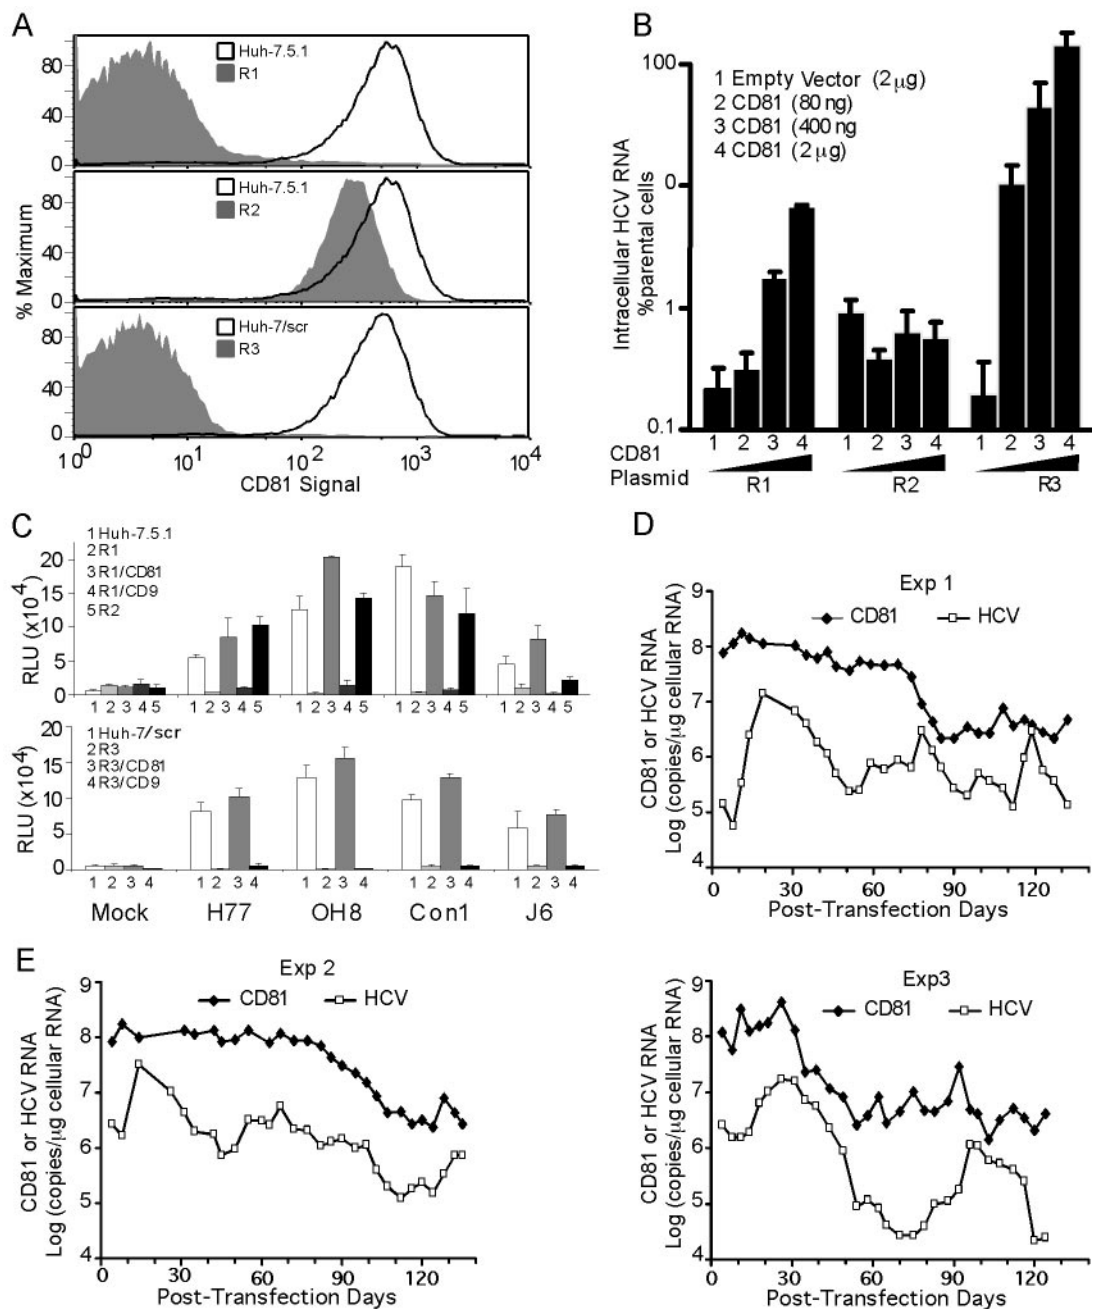 A
Huh-7.5.1
R1
80
40
0
Huh-7.5.1
R2
80
40
0
Huh-7/scr
R3
80
40
0
% Maximum
10^0 10^1 10^2 10^3 10^4
CD81 Signal
B
1 Empty Vector (2µg)
2 CD81 (80 ng)
3 CD81 (400 ng
4 CD81 (2µg)
100
0
1
0.1
Intracellular HCV RNA
%parental cells
1 2 3 4 1 2 3 4 1 2 3 4
CD81
Plasmid
R1 R2 R3
C
1 Huh-7.5.1
2 R1
3 R1/CD81
4 R1/CD9
5 R2
RLU (x10^4)
20
15
10
5
0
1 2 3 4 5 1 2 3 4 5 1 2 3 4 5 1 2 3 4 5 1 2 3 4 5
1 Huh-7/scr
2 R3
3 R3/CD81
4 R3/CD9
RLU (x10^4)
20
15
10
5
0
1 2 3 4 1 2 3 4 1 2 3 4 1 2 3 4 1 2 3 4
Mock H77 OH8 Con1 J6
D
Exp 1
CD81 HCV
CD81 or HCV RNA
Log (copies/µg cellular RNA)
9
8
7
6
5
4
0 30 60 90 120
Post-Transfection Days
E
Exp 2
CD81 HCV
CD81 or HCV RNA
Log (copies/µg cellular RNA)
9
8
7
6
5
4
0 30 60 90 120
Post-Transfection Days
Exp3
CD81 HCV
CD81 or HCV RNA
Log (copies/µg cellular RNA)
9
8
7
6
5
4
0 30 60 90 120
Post-Transfection Days